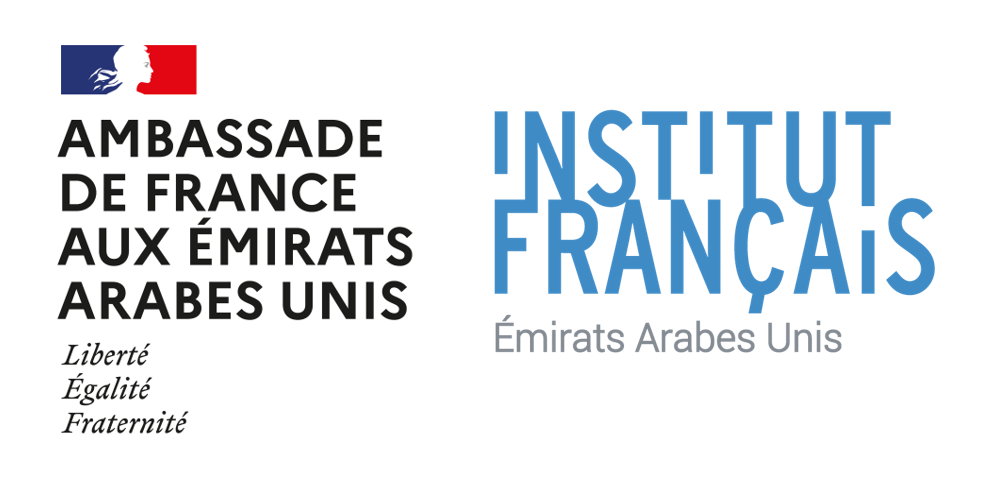 AMBASSADE
DE FRANCE
AUX ÉMIRATS
ARABES UNIS
Liberté
Égalité
Fraternité
INSTITUT
FRANÇAiS
Émirats Arabes Unis